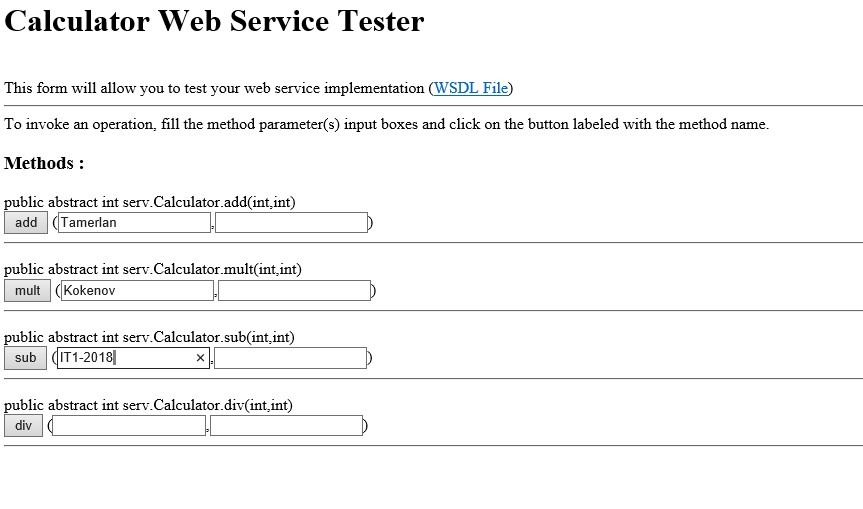 Calculator Web Service Tester
This form will allow you to test your web service implementation (WSDL File)
To invoke an operation, fill the method parameter(s) input boxes and click on the button labeled with the method name.
Methods :
public abstract int serv.Calculator.add(int,int)
add (Tamerlan , )
public abstract int serv.Calculator.mult(int,int)
mult (Kokenov , )
public abstract int serv.Calculator.sub(int,int)
sub (IT1-2018 × , )
public abstract int serv.Calculator.div(int,int)
div ( , )